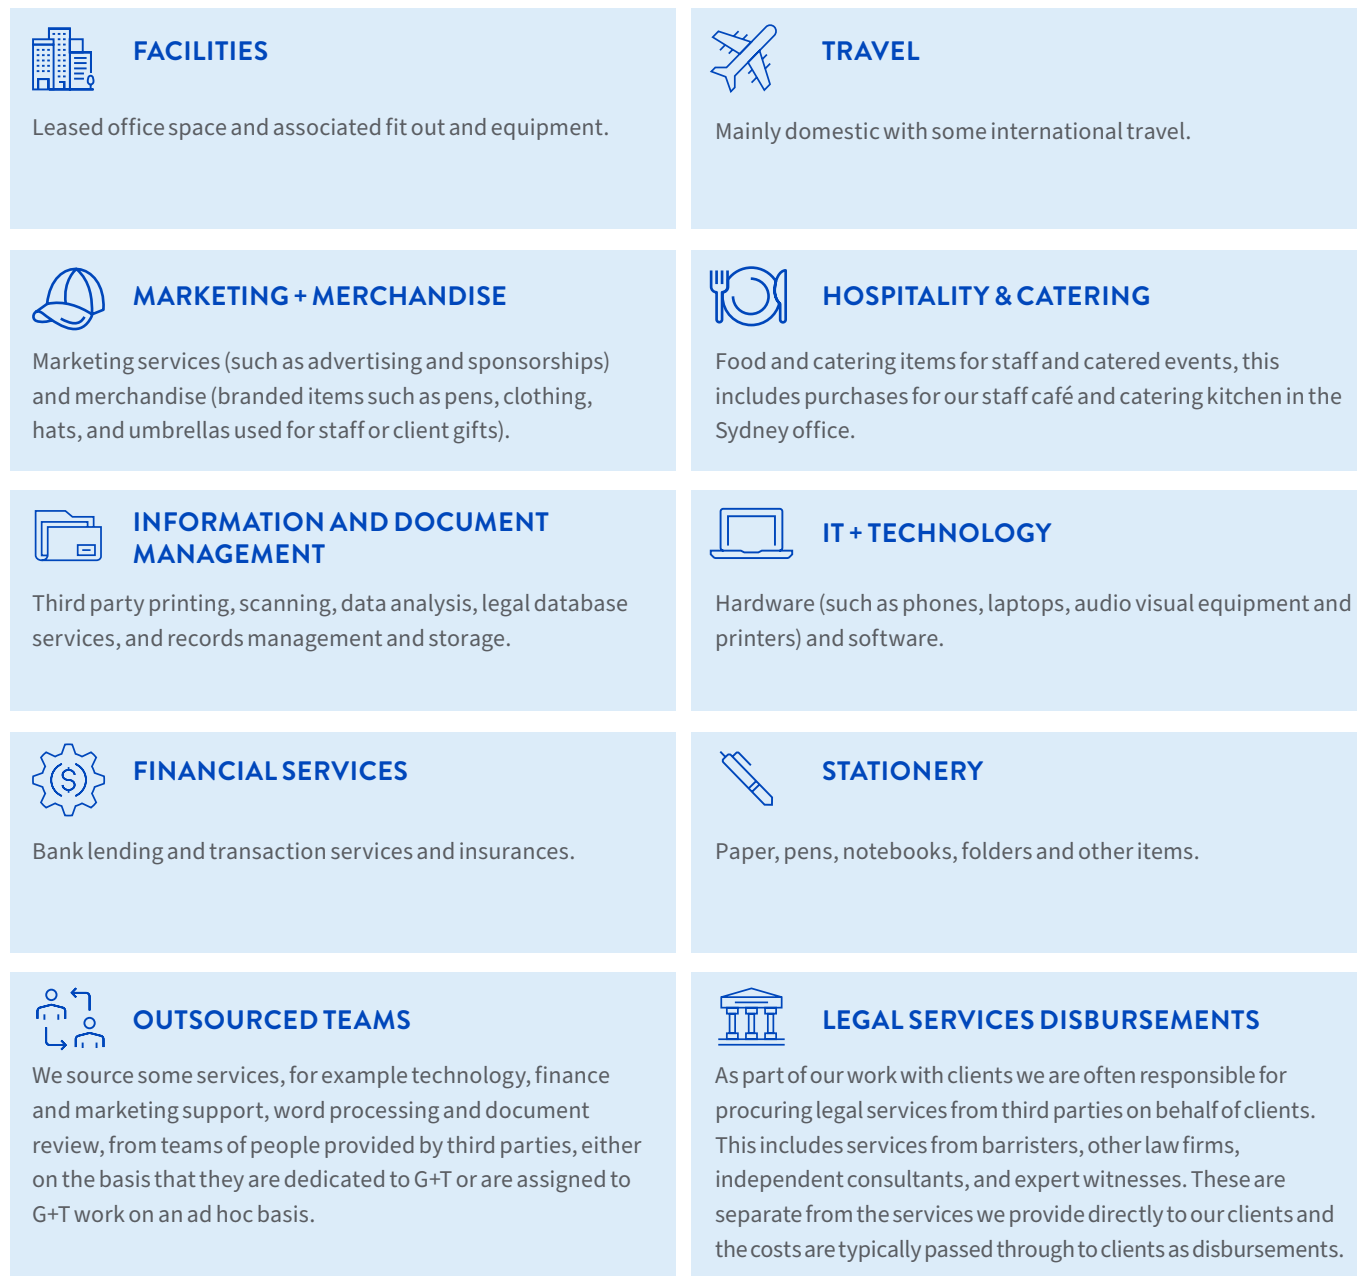 FACILITIES
Leased office space and associated fit out and equipment.
TRAVEL
Mainly domestic with some international travel.
MARKETING + MERCHANDISE
Marketing services (such as advertising and sponsorships)
and merchandise (branded items such as pens, clothing,
hats, and umbrellas used for staff or client gifts).
HOSPITALITY & CATERING
Food and catering items for staff and catered events, this
includes purchases for our staff café and catering kitchen in the
Sydney office.
INFORMATION AND DOCUMENT
MANAGEMENT
Third party printing, scanning, data analysis, legal database
services, and records management and storage.
IT + TECHNOLOGY
Hardware (such as phones, laptops, audio visual equipment and
printers) and software.
FINANCIAL SERVICES
$
Bank lending and transaction services and insurances.
STATIONERY
Paper, pens, notebooks, folders and other items.
OUTSOURCED TEAMS
We source some services, for example technology, finance
and marketing support, word processing and document
review, from teams of people provided by third parties, either
on the basis that they are dedicated to G+T or are assigned to
G+T work on an ad hoc basis.
LEGAL SERVICES DISBURSEMENTS
As part of our work with clients we are often responsible for
procuring legal services from third parties on behalf of clients.
This includes services from barristers, other law firms,
independent consultants, and expert witnesses. These are
separate from the services we provide directly to our clients and
the costs are typically passed through to clients as disbursements.